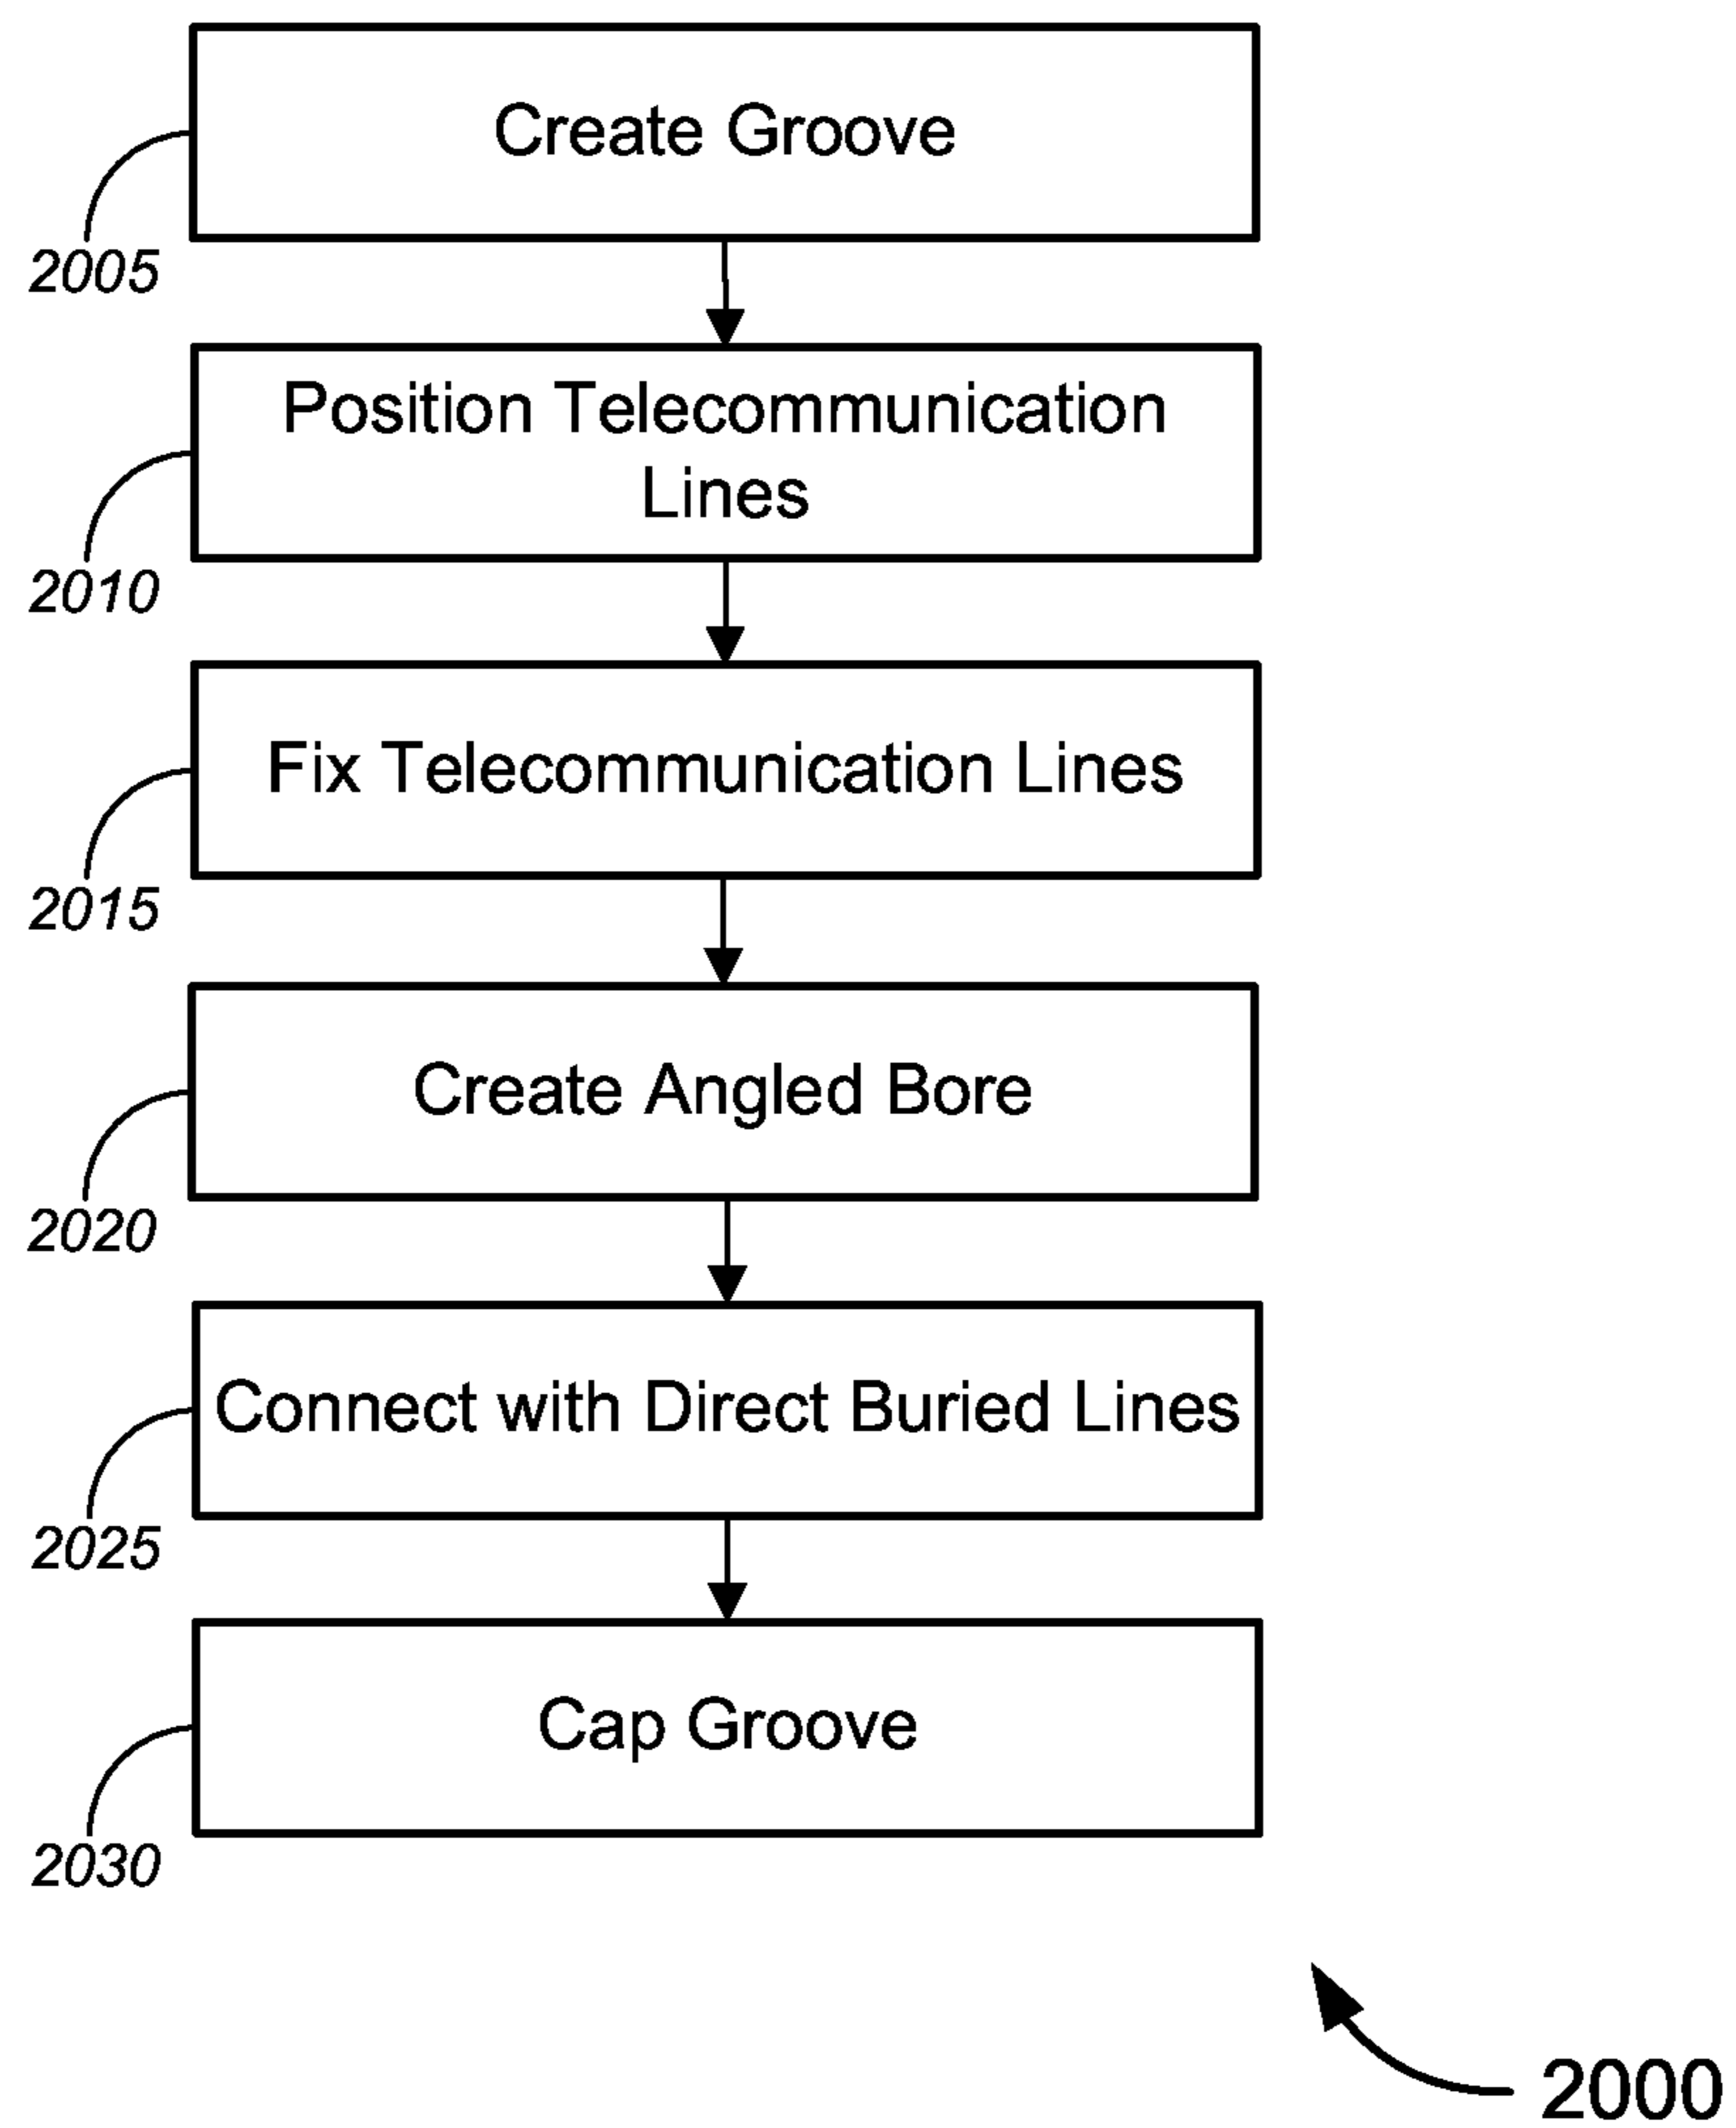 Create Groove
2005
Position Telecommunication
Lines
2010
Fix Telecommunication Lines
2015
Create Angled Bore
2020
Connect with Direct Buried Lines
2025
Cap Groove
2030
2000